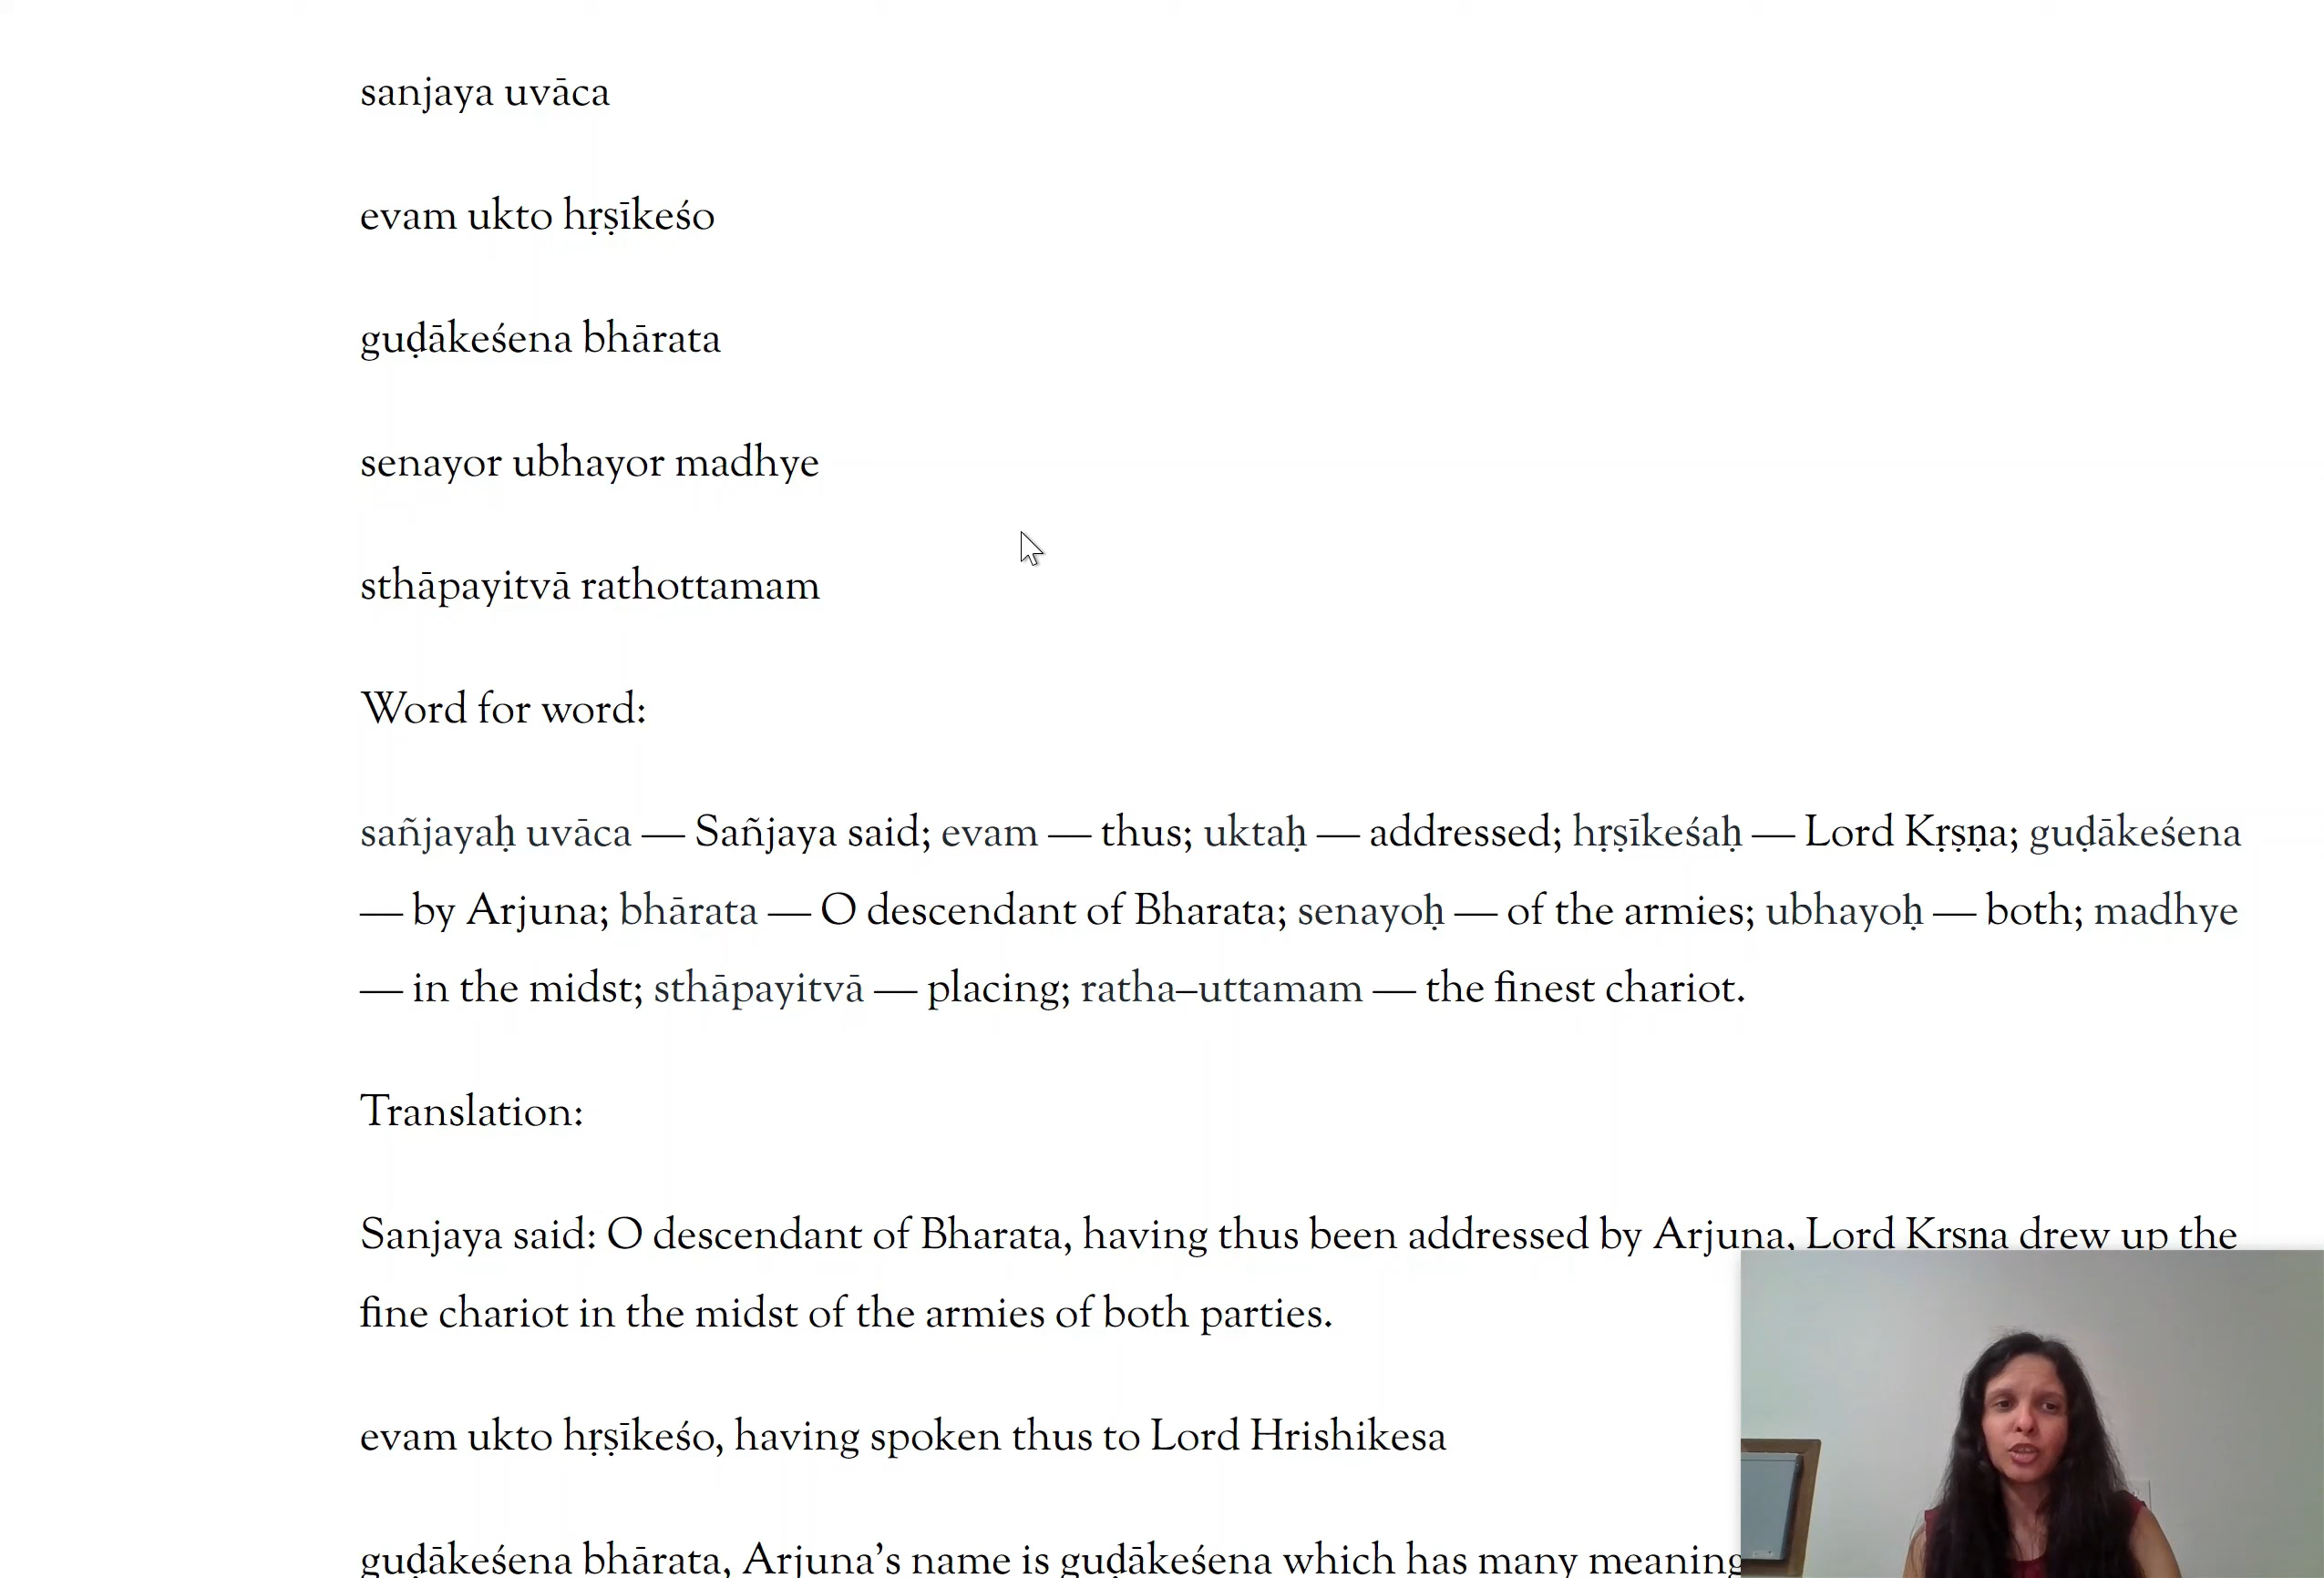 sanjaya uvāca
evam ukto hṛṣīkeśo
guḍākeśena bhārata
senayor ubhayor madhye
sthāpayitvā rathottamam
Word for word:
sañjayaḥ uvāca — Sañjaya said; evam — thus; uktaḥ — addressed; hṛṣīkeśaḥ — Lord Kṛṣṇa; guḍākeśena
— by Arjuna; bhārata — O descendant of Bharata; senayoḥ — of the armies; ubhayoḥ — both; madhye
— in the midst; sthāpayitvā — placing; ratha–uttamam — the finest chariot.
Translation:
Sanjaya said: O descendant of Bharata, having thus been addressed by Arjuna, Lord Krsna drew up the
fine chariot in the midst of the armies of both parties.
evam ukto hṛṣīkeśo, having spoken thus to Lord Hrishikesa
guḍākeśena bhārata, Arjuna’s name is guḍākeśena which has many